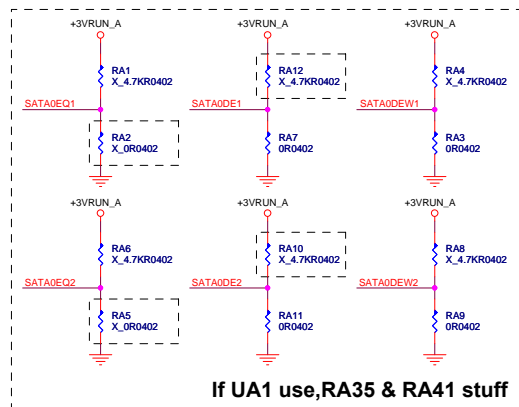 +3VRUN_A
+3VRUN_A
+3VRUN_A
RA1
X_4.7KR0402
RA12
X_4.7KR0402
RA4
X_4.7KR0402
SATA0EQ1
SATA0DE1
SATA0DEW1
RA2
X_0R0402
RA7
0R0402
RA3
0R0402
+3VRUN_A
+3VRUN_A
+3VRUN_A
RA6
X_4.7KR0402
RA10
X_4.7KR0402
RA8
X_4.7KR0402
SATA0EQ2
SATA0DE2
SATA0DEW2
RA5
X_0R0402
RA11
0R0402
RA9
0R0402
If UA1 use,RA35 & RA41 stuff